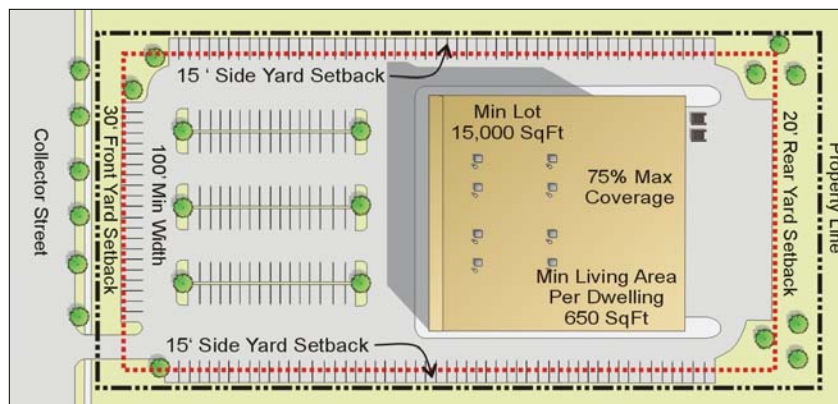 15 ' Side Yard Setback
Min Lot
15,000 SqFt
75% Max
Coverage
Min Living Area
Per Dwelling
650 SqFt
15' Side Yard Setback
Collector Street
30' Front Yard Setback
100' Min Width
20' Rear Yard Setback
Property Line